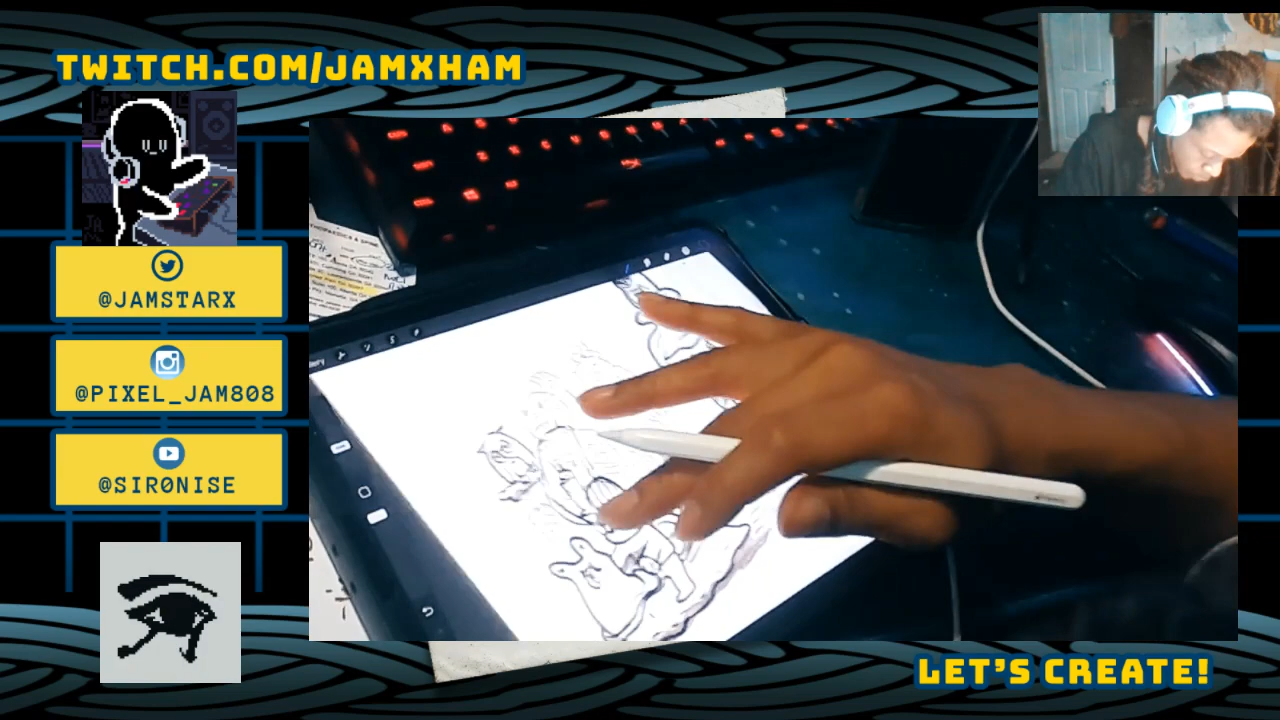 TWITCH.COM/JAMXHAM
@JAMSTARX
@PIXEL_JAM808
@SIR0NISE
LET'S CREATE!